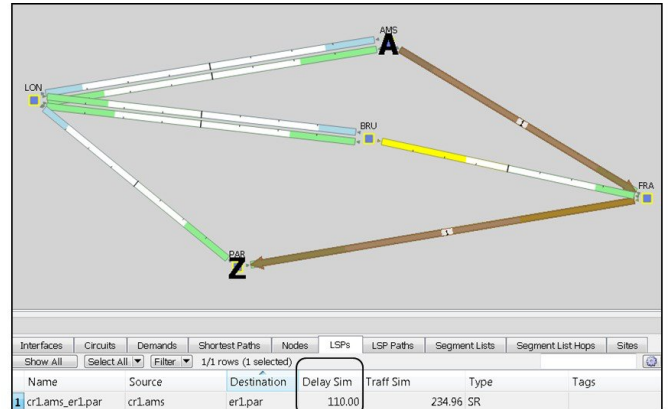 AMS
A
LON
BRU
FRA
PAR
Z
Interfaces Circuits Demands Shortest Paths Nodes LSPs LSP Paths Segment Lists Segment List Hops Sites
Show All Select All Filter 1/1 rows (1 selected)
Name Source Destination Delay Sim Traff Sim Type Tags
1 cr1.ams_er1.par cr1.ams er1.par 110.00 234.96 SR